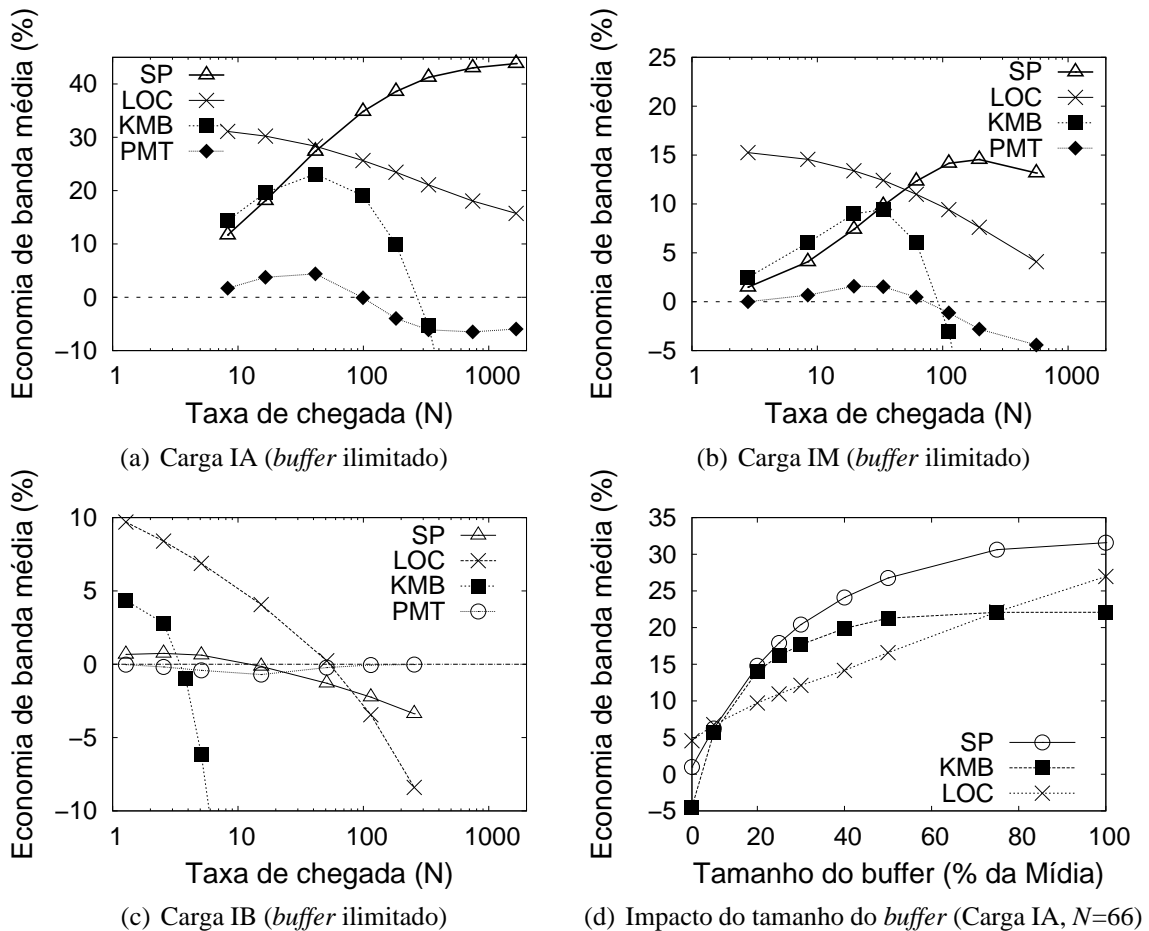 Economia de banda média (%)
40
30
20
10
0
−10
1
10
100
1000
SP
LOC
KMB
PMT
Taxa de chegada (N)
(a) Carga IA (buffer ilimitado)
Economia de banda média (%)
25
20
15
10
5
0
−5
1
10
100
1000
SP
LOC
KMB
PMT
Taxa de chegada (N)
(b) Carga IM (buffer ilimitado)
Economia de banda média (%)
10
5
0
−5
−10
1
10
100
1000
SP
LOC
KMB
PMT
Taxa de chegada (N)
(c) Carga IB (buffer ilimitado)
Economia de banda média (%)
35
30
25
20
15
10
5
0
−5
0
20
40
60
80
100
SP
KMB
LOC
Tamanho do buffer (% da Mídia)
(d) Impacto do tamanho do buffer (Carga IA, N=66)